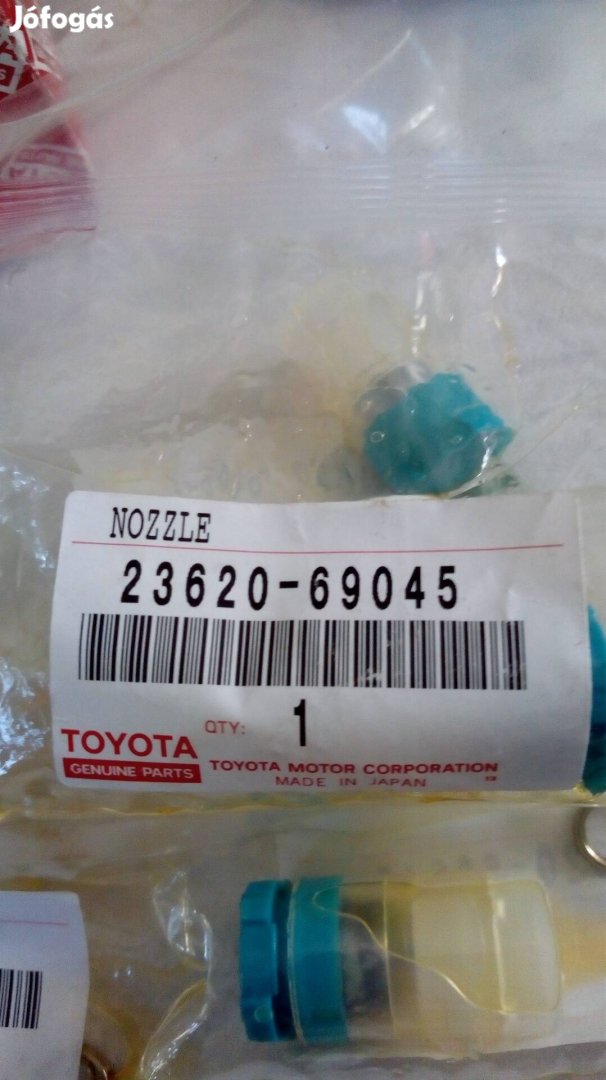 Jófogás
NOZZLE
23620-69045
QTY: 1
TOYOTA
GENUINE PARTS
TOYOTA MOTOR CORPORATION
MADE IN JAPAN